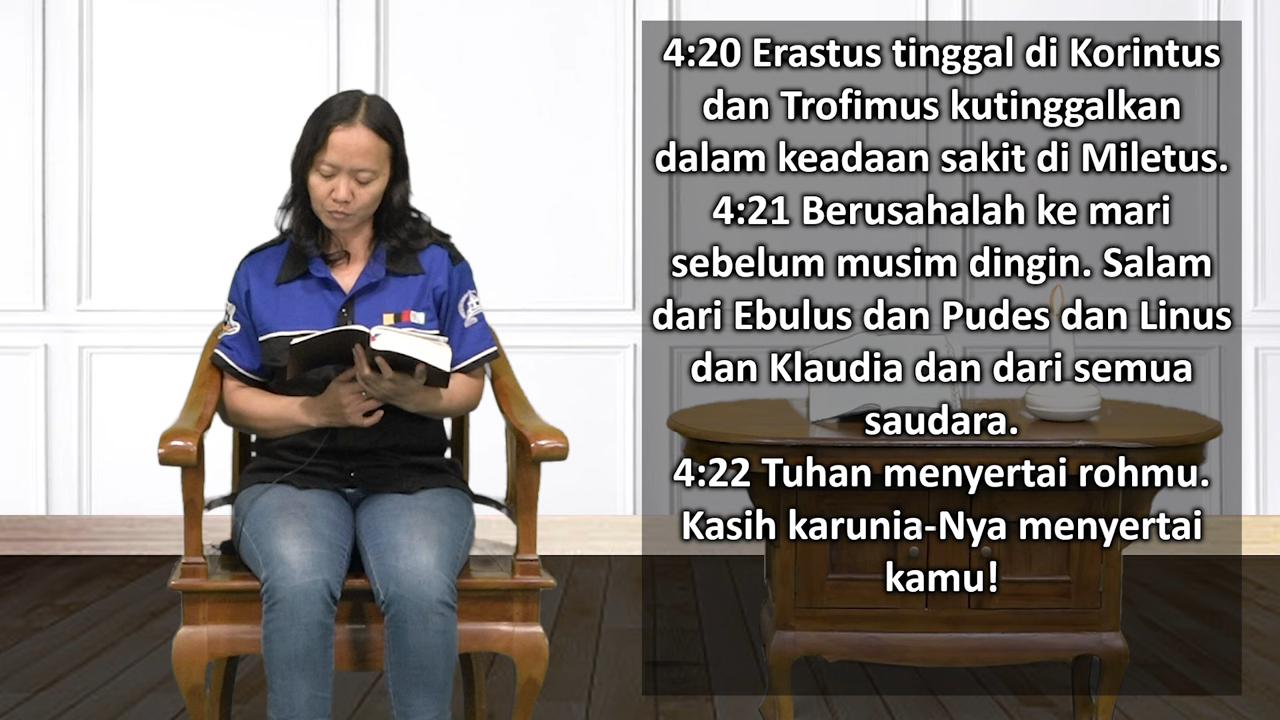 4:20 Erastus tinggal di Korintus
dan Trofimus kutinggalkan
dalam keadaan sakit di Miletus.
4:21 Berusahalah ke mari
sebelum musim dingin. Salam
dari Ebulus dan Pudes dan Linus
dan Klaudia dan dari semua
saudara.
4:22 Tuhan menyertai rohmu.
Kasih karunia-Nya menyertai
kamu!